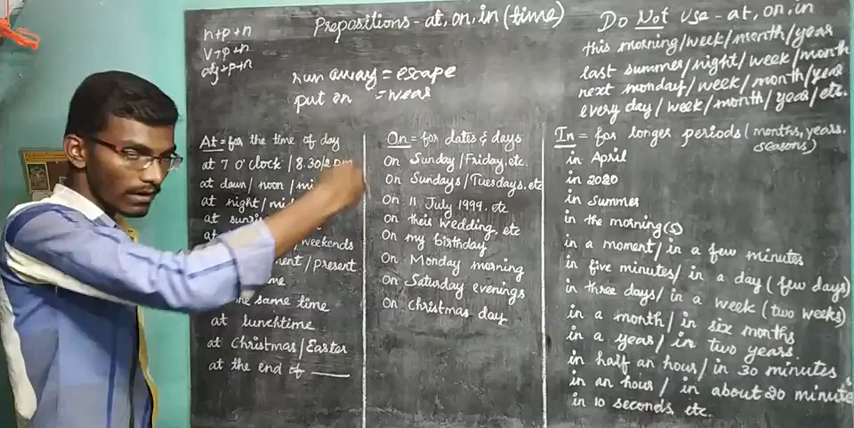 n+p+n
v+p+n
adj+p+n
Prepositions - at, on, in (time)
run away = escape
put on = wear
Do Not use - at, on, in
this morning/week/month/year
last summer/night/week/month
next monday/week/month/year
every day/week/month/year/etc.
At = for the time of day
at 7 o'clock / 8.30/2 pm
at dawn / noon /
at night/
at
weekends
/present
same time
at lunchtime
at Christmas/Easter
at the end of ____
On = for dates & days
on Sunday/Friday, etc.
on Sundays/Tuesdays, etc
on 11 July 1999. etc
on their wedding, etc
on my birthday
on Monday morning
on Saturday evenings
on Christmas day
In = for longer periods (months, years, seasons)
in April
in 2020
in Summer
in the morning(s)
in a moment/ in a few minutes
in five minutes/ in a day (few days)
in three days/ in a week (two weeks)
in a month/ in six months
in a year/ in two years
in half an hour/ in 30 minutes
in an hour / in about 20 minute
in 10 seconds, etc.